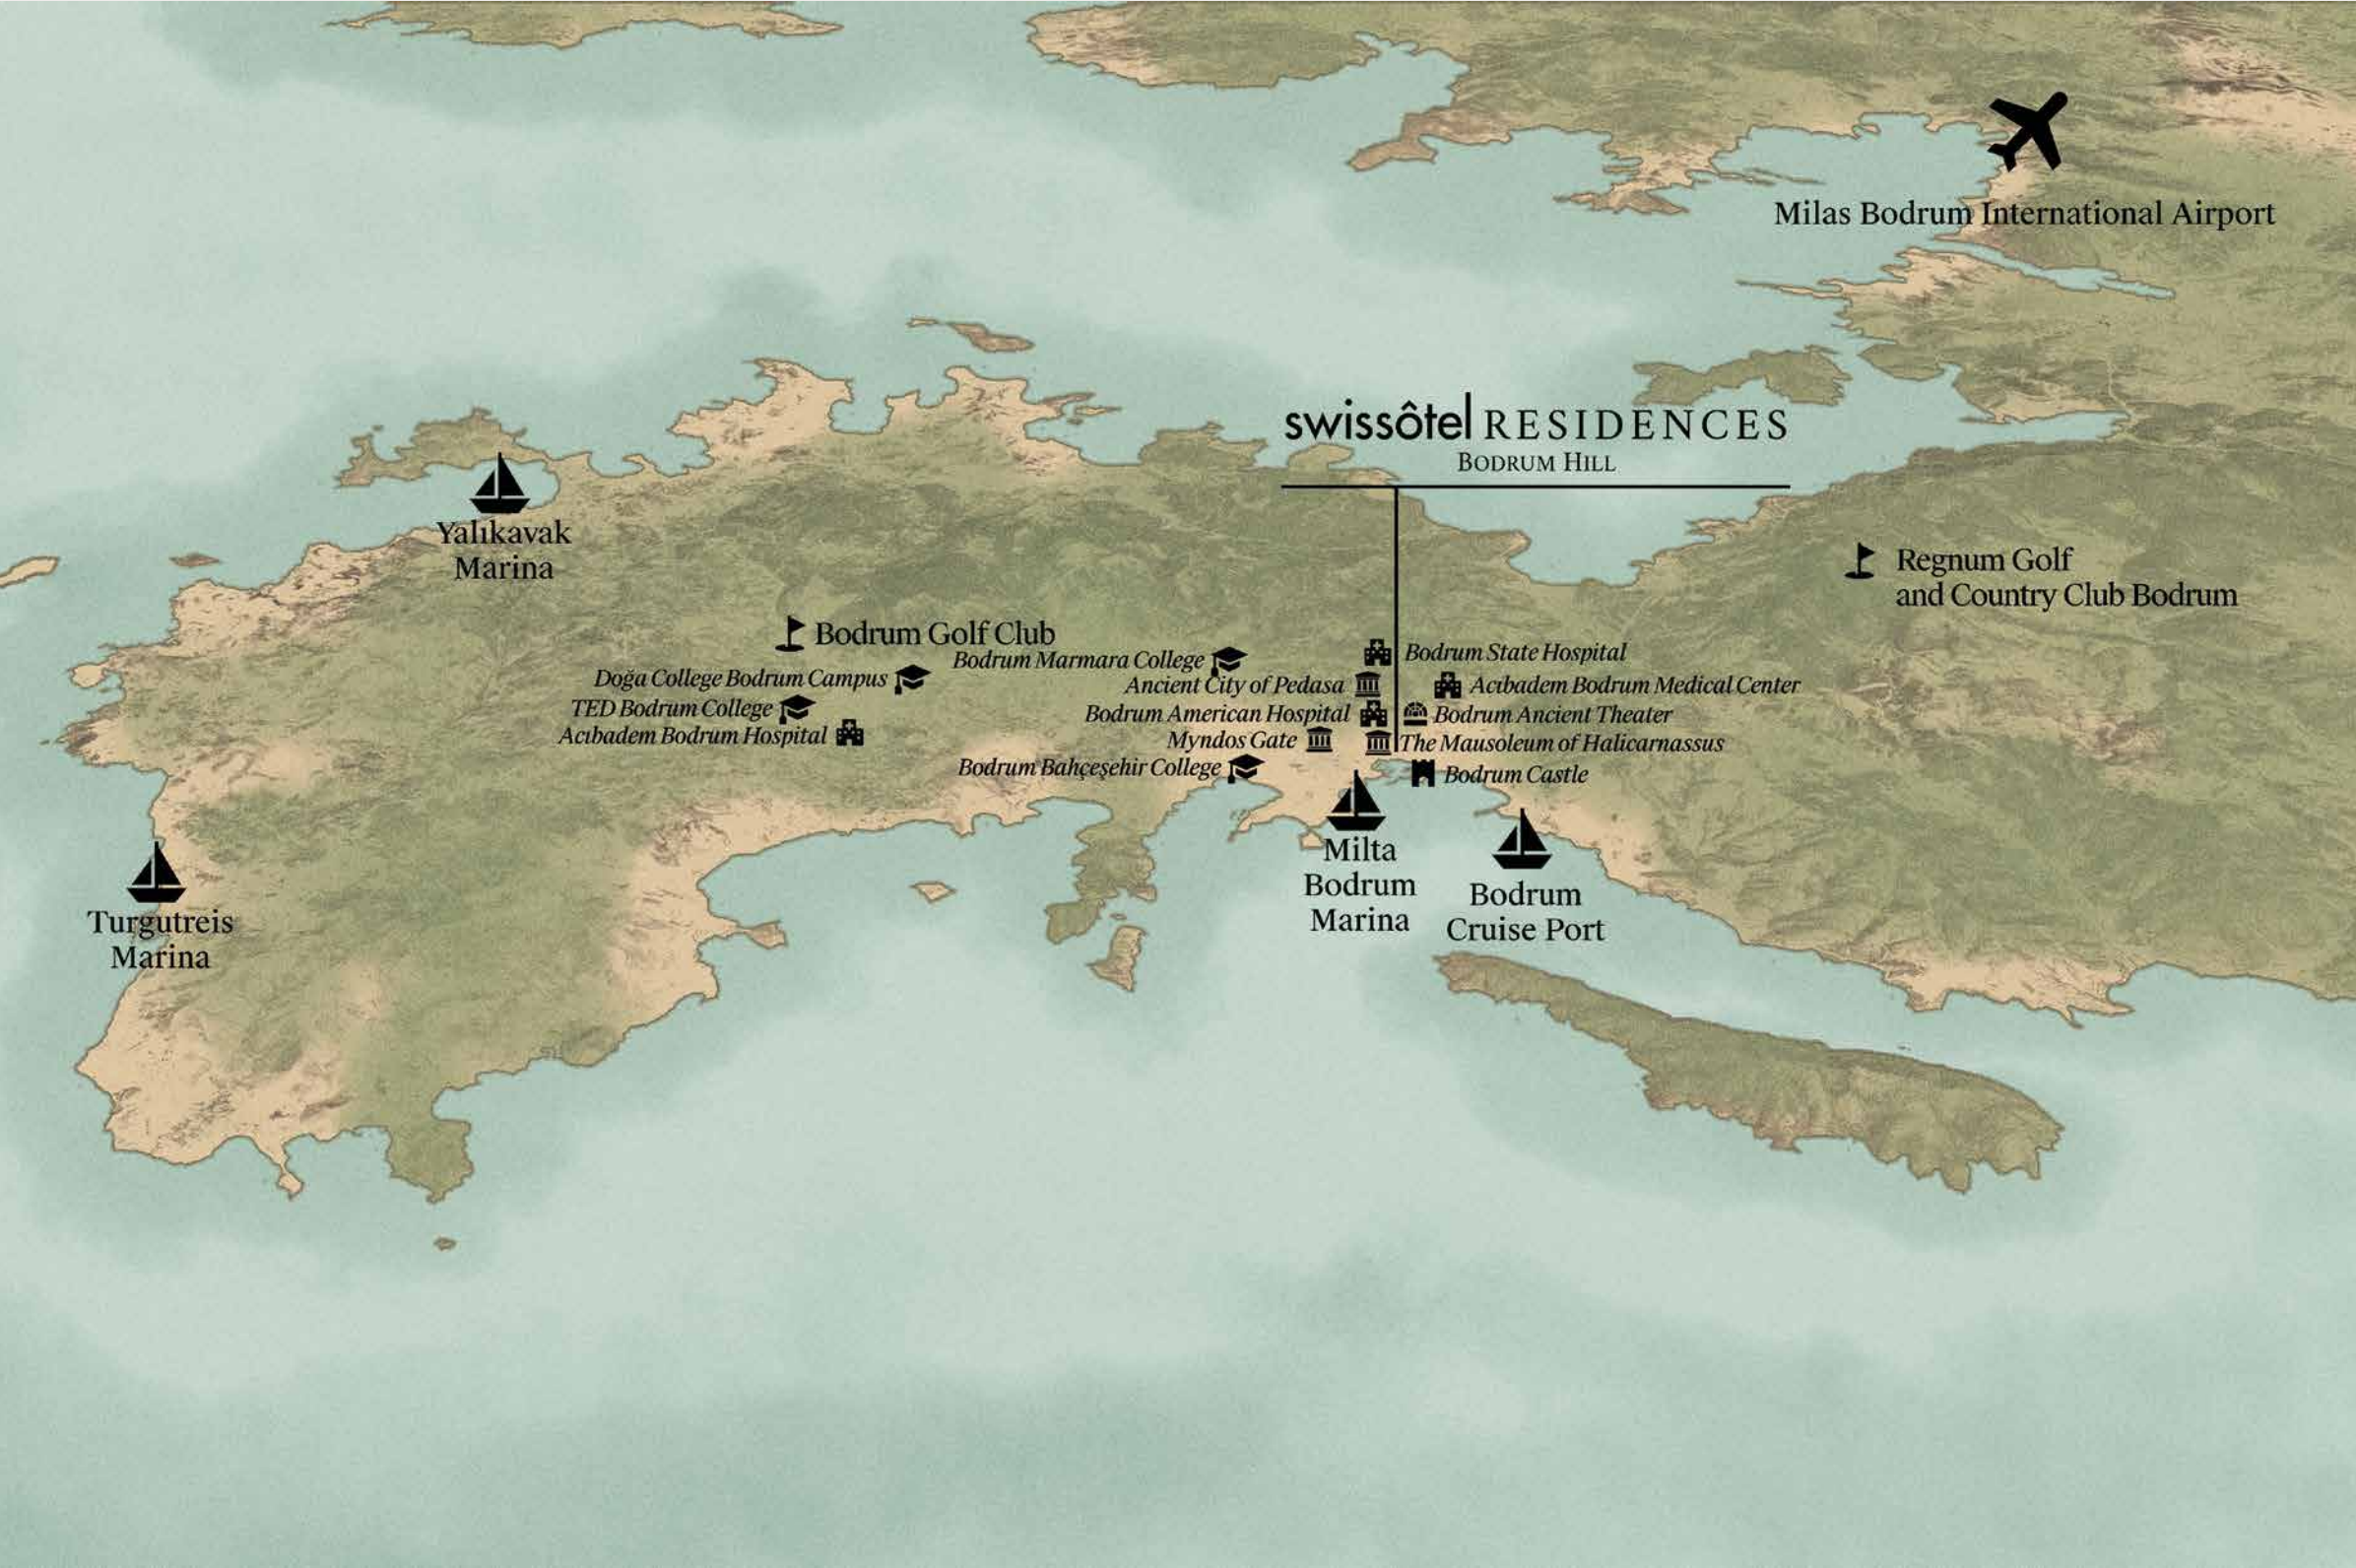 Milas Bodrum International Airport
swissôtel RESIDENCES
BODRUM HILL
Yalıkavak
Marina
Regnum Golf
and Country Club Bodrum
Bodrum Golf Club
Bodrum Marmara College
Bodrum State Hospital
Doğa College Bodrum Campus
Ancient City of Pedasa
Acıbadem Bodrum Medical Center
TED Bodrum College
Bodrum American Hospital
Bodrum Ancient Theater
Acıbadem Bodrum Hospital
Myndos Gate
The Mausoleum of Halicarnassus
Bodrum Bahçeşehir College
Bodrum Castle
Milta
Bodrum
Marina
Bodrum
Cruise Port
Turgutreis
Marina